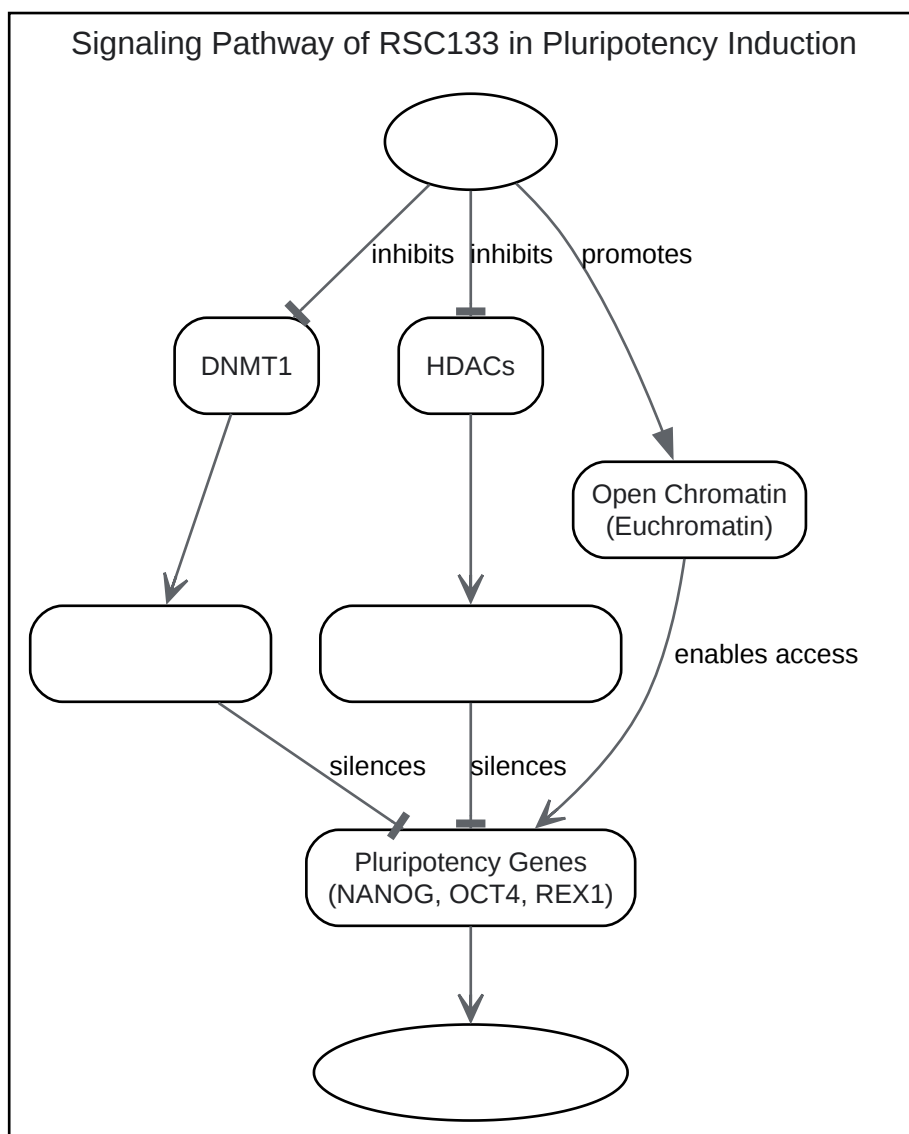 Signaling Pathway of RSC133 in Pluripotency Induction
inhibits
inhibits
promotes
DNMT1
HDACs
Open Chromatin
(Euchromatin)
enables access
silences
silences
Pluripotency Genes
(NANOG, OCT4, REX1)